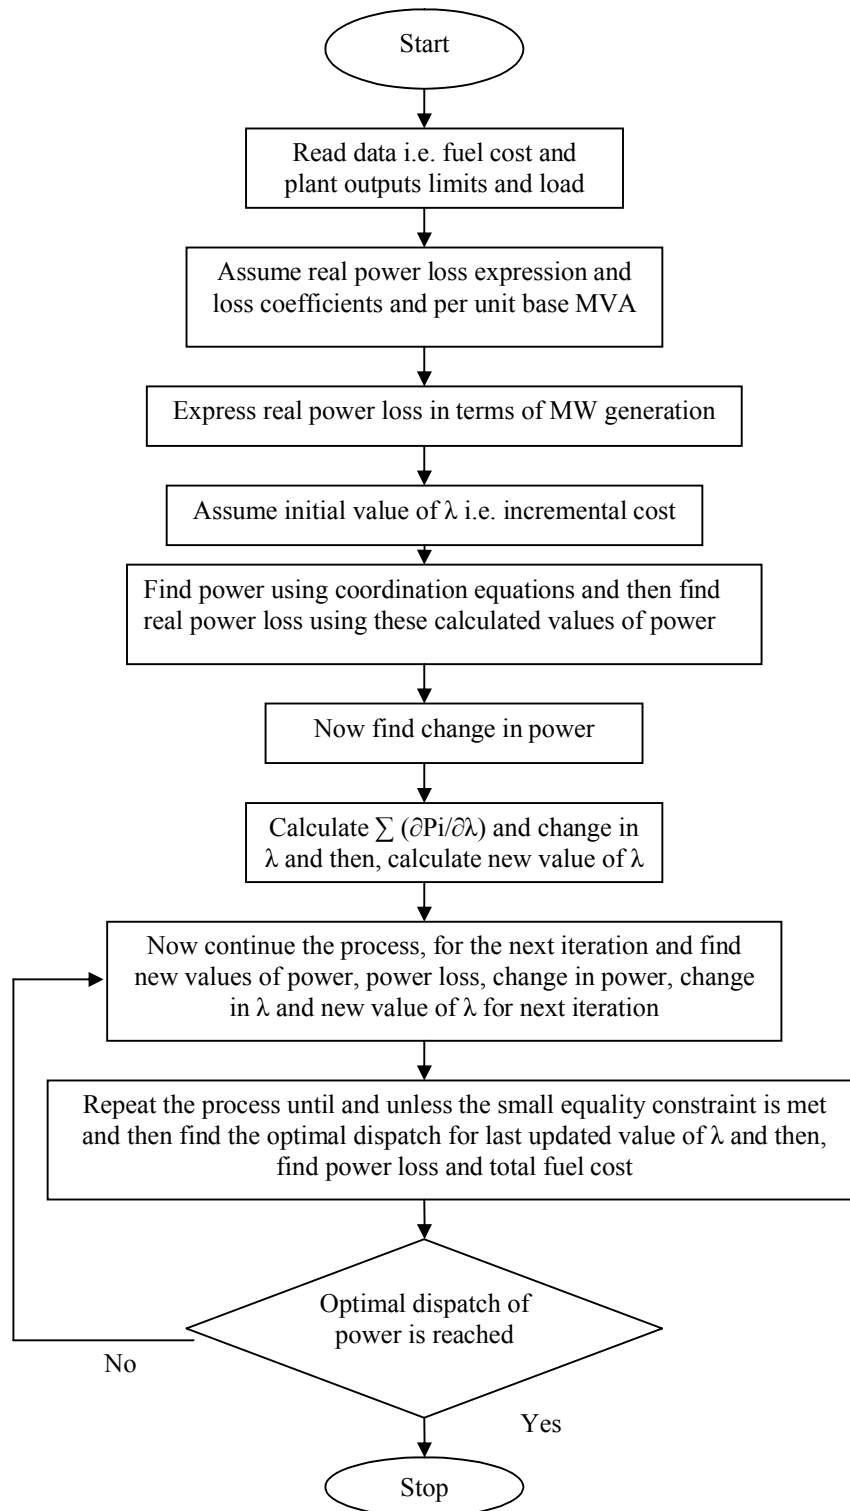 Start
Read data i.e. fuel cost and
plant outputs limits and load
Assume real power loss expression and
loss coefficients and per unit base MVA
Express real power loss in terms of MW generation
Assume initial value of λ i.e. incremental cost
Find power using coordination equations and then find
real power loss using these calculated values of power
Now find change in power
Calculate ∑ (∂Pi/∂λ) and change in
λ and then, calculate new value of λ
Now continue the process, for the next iteration and find
new values of power, power loss, change in power, change
in λ and new value of λ for next iteration
Repeat the process until and unless the small equality constraint is met
and then find the optimal dispatch for last updated value of λ and then,
find power loss and total fuel cost
Optimal dispatch of
power is reached
No
Yes
Stop